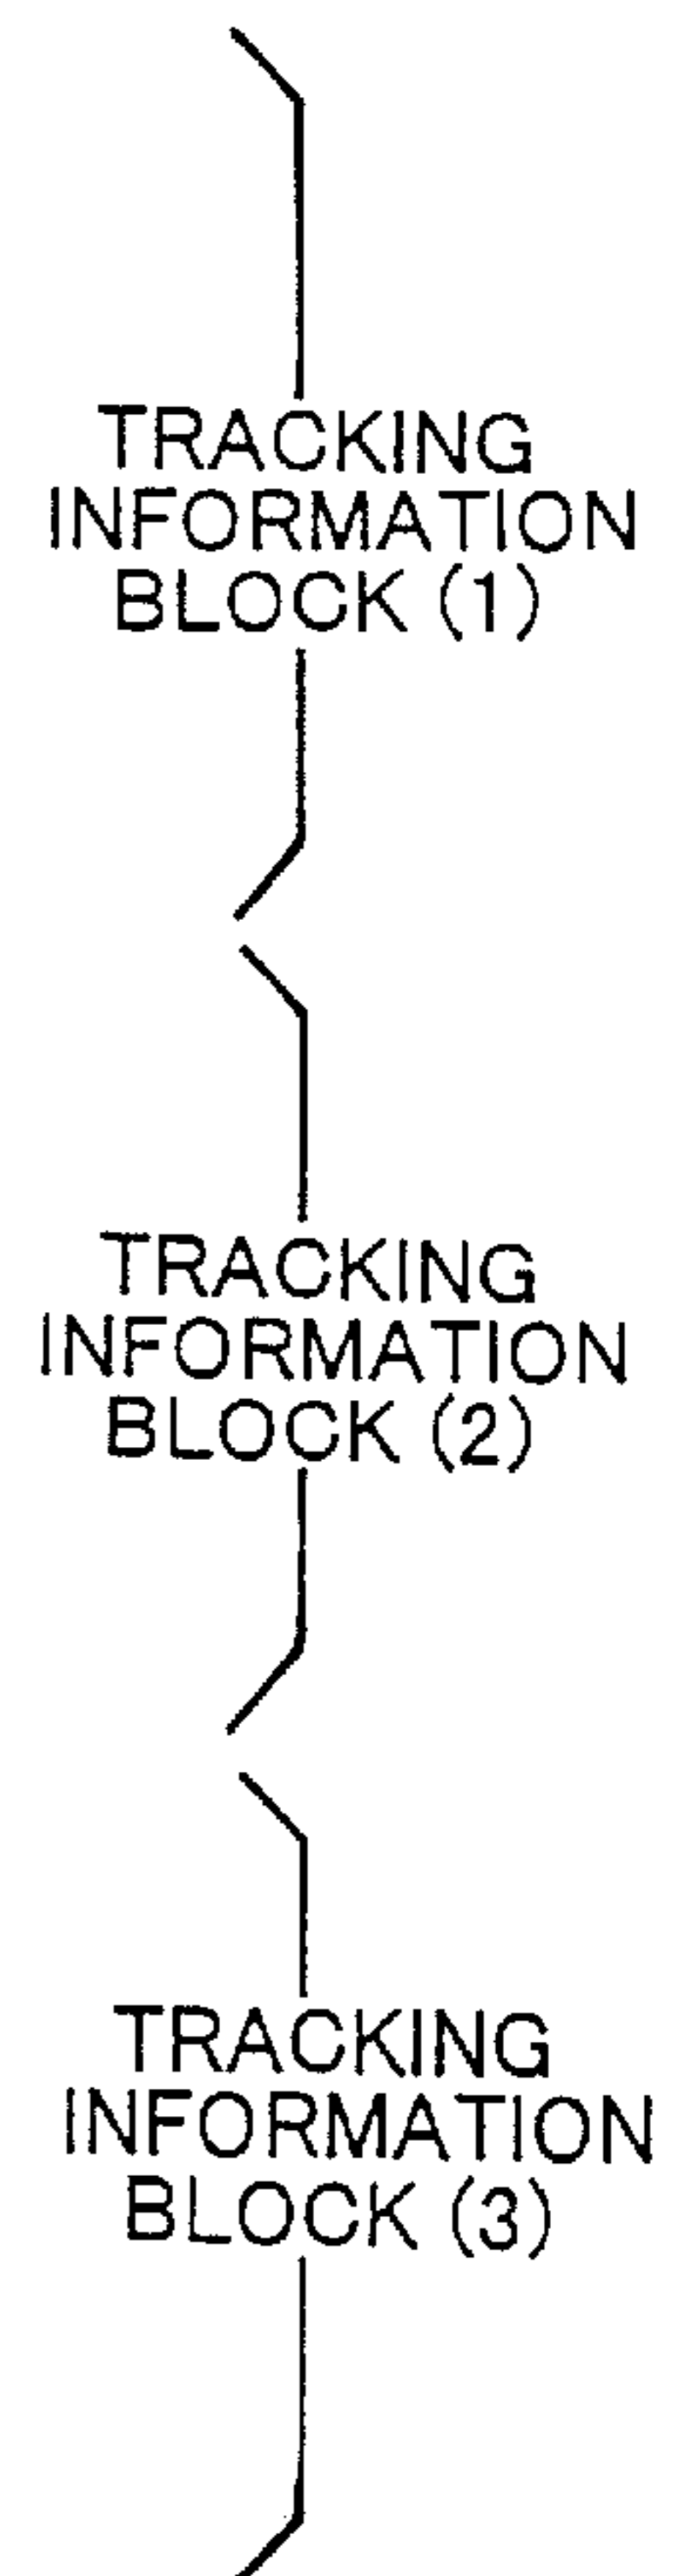 TRACKING
INFORMATION
BLOCK (1)
TRACKING
INFORMATION
BLOCK (2)
TRACKING
INFORMATION
BLOCK (3)